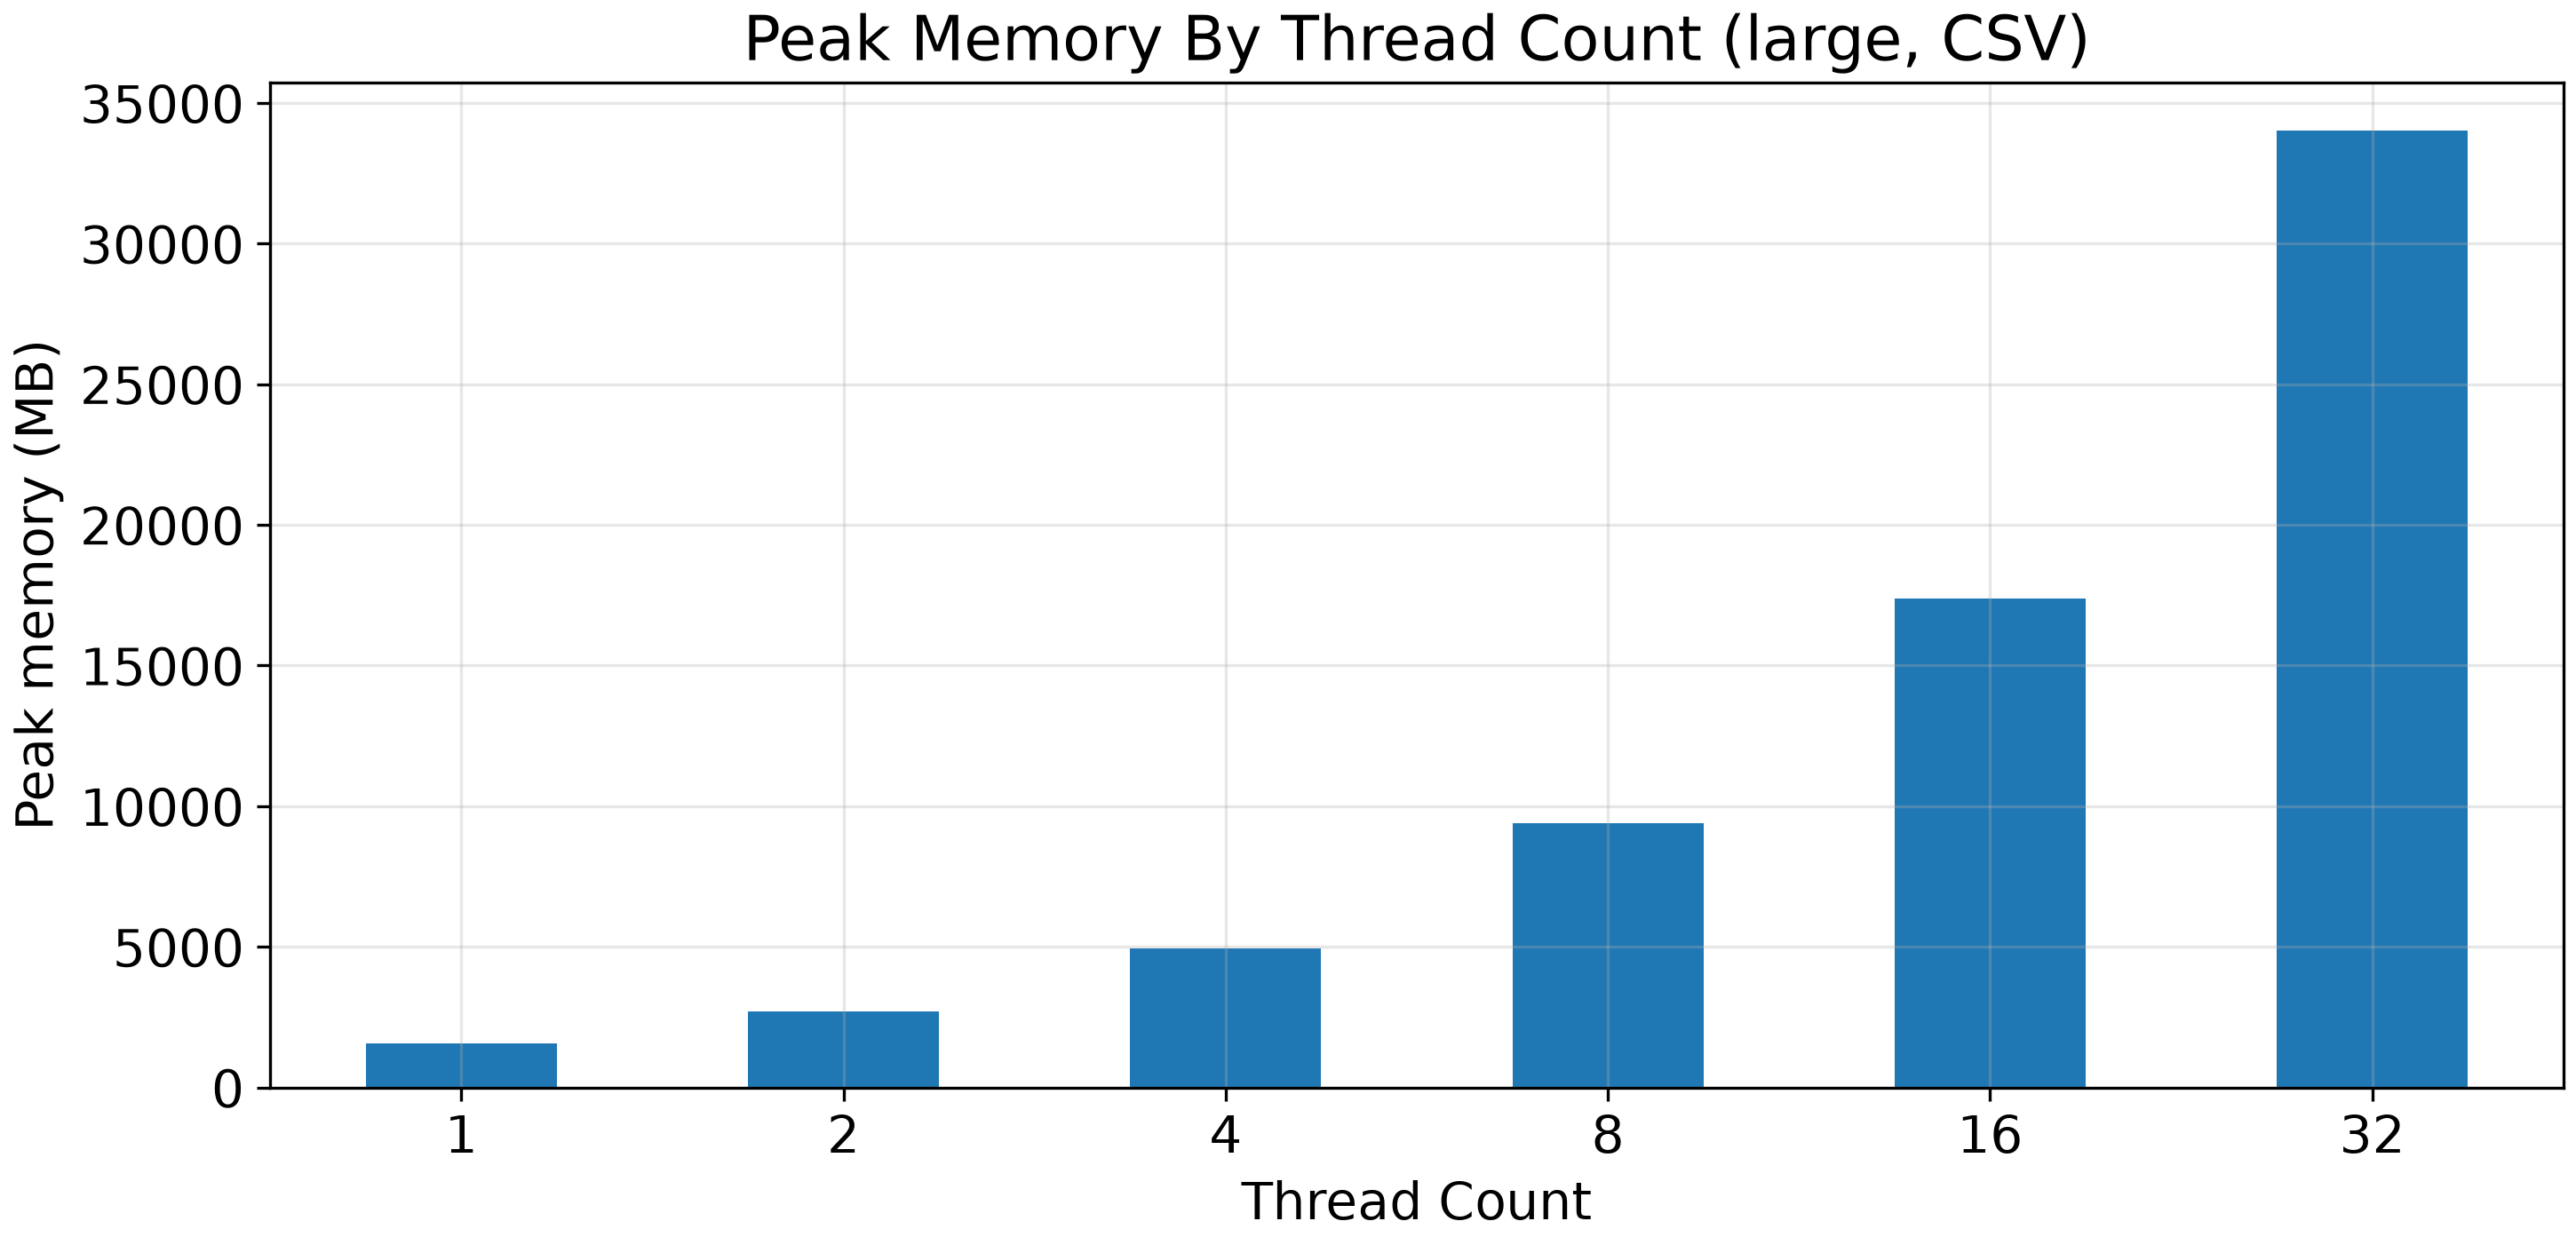 Peak Memory By Thread Count (large, CSV)
Peak memory (MB)
35000
30000
25000
20000
15000
10000
5000
0
1 2 4 8 16 32
Thread Count